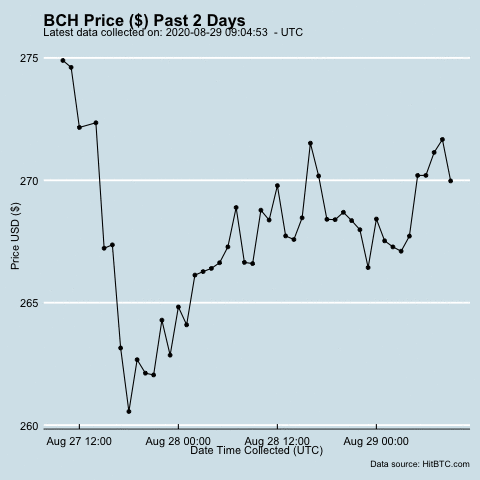 BCH Price ($) Past 2 Days
Latest data collected on: 2020-08-29 09:04:53 - UTC
275
270
265
260
Price USD ($)
Aug 27 12:00 Aug 28 00:00 Aug 28 12:00 Aug 29 00:00
Date Time Collected (UTC)
Data source: HitBTC.com